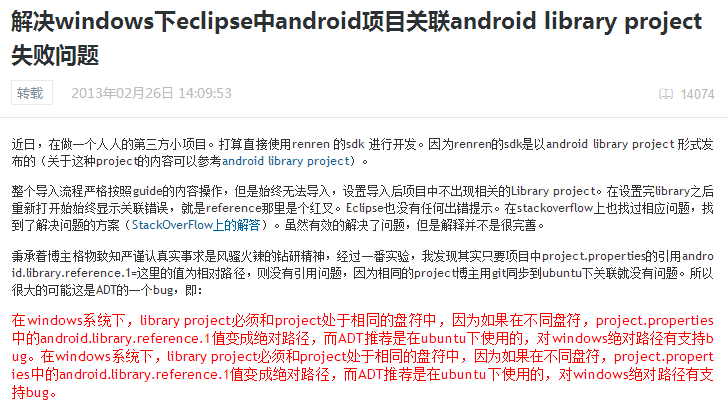 解决windows下eclipse中android项目关联android library project
失败问题
转载 2013年02月26日 14:09:53 14074
近日，在做一个人人的第三方小项目。打算直接使用renren 的sdk 进行开发。因为renren的sdk是以android library project 形式发
布的（关于这种project的内容可以参考android library project）。
整个导入流程严格按照guide的内容操作，但是始终无法导入，设置导入后项目中不出现相关的Library project。在设置完library之后
重新打开始始终显示关联错误，就是reference那里是个红叉。Eclipse也没有任何出错提示。在stackoverflow上也找过相应问题，找
到了解决问题的方案（StackOverFlow上的解答）。虽然有效的解决了问题，但是解释并不是很完善。
秉承着博主格物致知严谨认真实事求是风骚火辣的钻研精神，经过一番实验，我发现其实只要项目中project.properties的引用andro
id.library.reference.1=这里的值为相对路径，则没有引用问题，因为相同的project博主用git同步到ubuntu下关联就没有问题。所以
很大的可能这是ADT的一个bug，即：
在windows系统下，library project必须和project处于相同的盘符中，因为如果在不同盘符，project.properties
中的android.library.reference.1值变成绝对路径，而ADT推荐是在ubuntu下使用的，对windows绝对路径有支持b
ug。在windows系统下，library project必须和project处于相同的盘符中，因为如果在不同盘符，project.propert
ies中的android.library.reference.1值变成绝对路径，而ADT推荐是在ubuntu下使用的，对windows绝对路径有支
持bug。